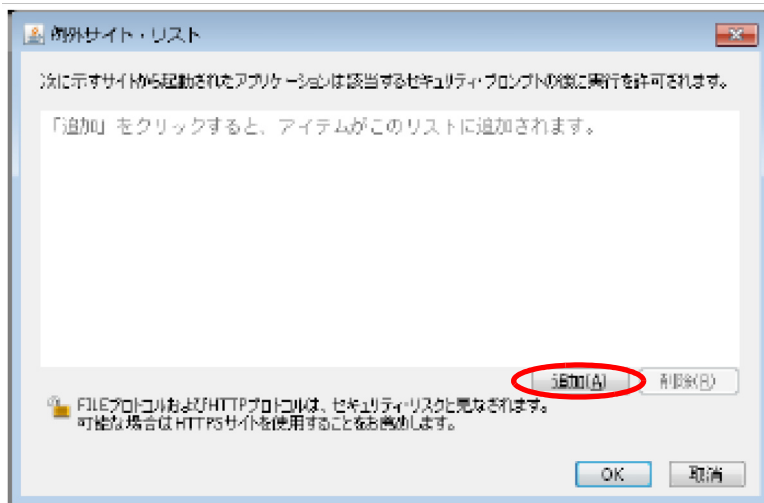 例外サイト・リスト
次に示すサイトから起動されたアプリケーションは該当するセキュリティ・プロンプトの後に実行を許可されます。
「追加」をクリックすると、アイテムがこのリストに追加されます。
追加(A) 削除(R)
FILEプロトコルおよびHTTPプロトコルは、セキュリティ・リスクと見なされます。
可能な場合はHTTPSサイトを使用することをお薦めします。
OK 取消